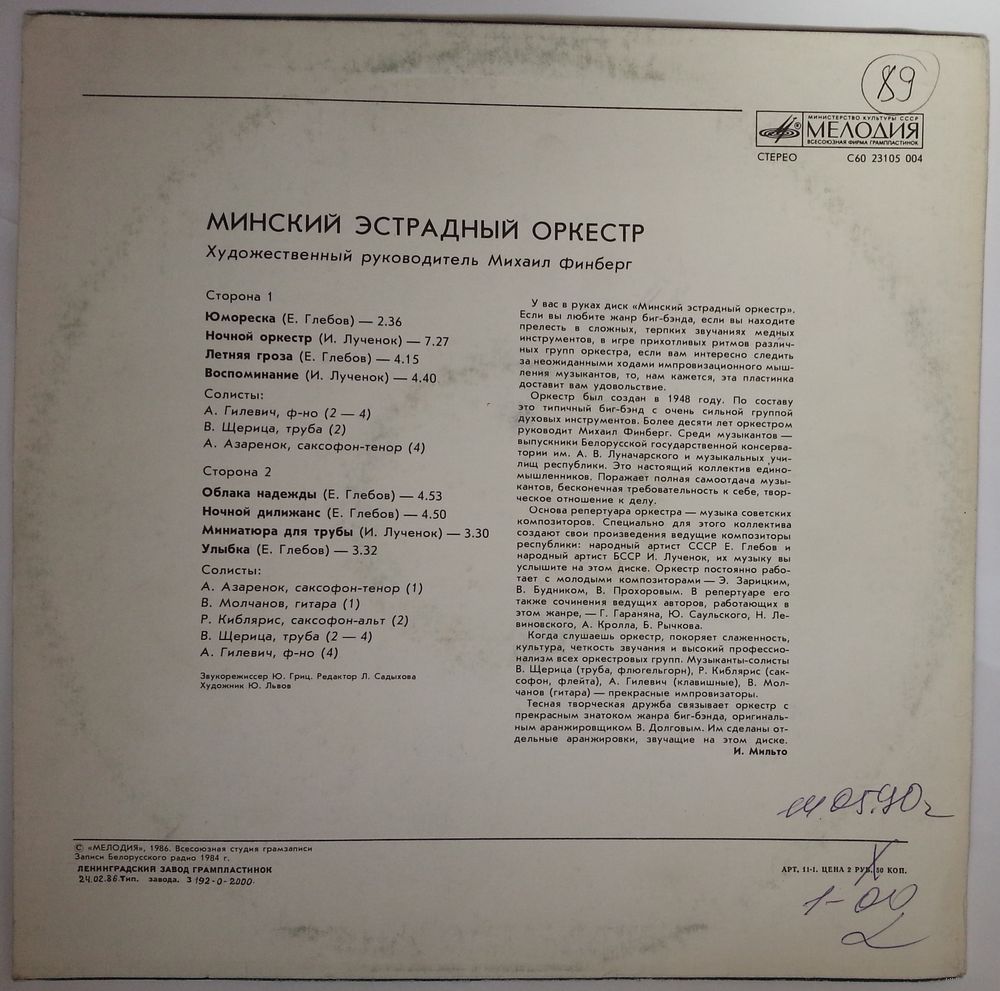 89
МИНИСТЕРСТВО КУЛЬТУРЫ СССР
МЕЛОДИЯ
ВСЕСОЮЗНАЯ ФИРМА ГРАМПЛАСТИНОК
СТЕРЕО С60 23105 004
МИНСКИЙ ЭСТРАДНЫЙ ОРКЕСТР
Художественный руководитель Михаил Финберг
Сторона 1
Юмореска (Е. Глебов) — 2.36
Ночной оркестр (И. Лученок) — 7.27
Летняя гроза (Е. Глебов) — 4.15
Воспоминание (И. Лученок) — 4.40
Солисты:
А. Гилевич, ф-но (2 — 4)
В. Щерица, труба (2)
А. Азаренок, саксофон-тенор (4)
Сторона 2
Облака надежды (Е. Глебов) — 4.53
Ночной дилижанс (Е. Глебов) — 4.50
Миниатюра для трубы (И. Лученок) — 3.30
Улыбка (Е. Глебов) — 3.32
Солисты:
А. Азаренок, саксофон-тенор (1)
В. Молчанов, гитара (1)
Р. Киблярис, саксофон-альт (2)
В. Щерица, труба (2 — 4)
А. Гилевич, ф-но (4)
Звукорежиссер Ю. Гриц. Редактор Л. Садыхова
Художник Ю. Львов
У вас в руках диск «Минский эстрадный оркестр».
Если вы любите жанр биг-бэнда, если вы находите
прелесть в сложных, терпких звучаниях медных
инструментов, в игре прихотливых ритмов различ-
ных групп оркестра, если вам интересно следить
за неожиданными ходами импровизационного мыш-
ления музыкантов, то, нам кажется, эта пластинка
доставит вам удовольствие.
Оркестр был создан в 1948 году. По составу
это типичный биг-бэнд с очень сильной группой
духовых инструментов. Более десяти лет оркестром
руководит Михаил Финберг. Среди музыкантов —
выпускники Белорусской государственной консерва-
тории им. А. В. Луначарского и музыкальных учи-
лищ республики. Это настоящий коллектив едино-
мышленников. Поражает полная самоотдача музы-
кантов, бесконечная требовательность к себе, твор-
ческое отношение к делу.
Основа репертуара оркестра — музыка советских
композиторов. Специально для этого коллектива
создают свои произведения ведущие композиторы
республики: народный артист СССР Е. Глебов и
народный артист БССР И. Лученок, их музыку вы
услышите на этом диске. Оркестр постоянно рабо-
тает с молодыми композиторами — Э. Зарицким,
В. Будником, В. Прохоровым. В репертуаре его
также сочинения ведущих авторов, работающих в
этом жанре, — Г. Гараняна, Ю. Саульского, Н. Ле-
виновского, А. Кролла, Б. Рычкова.
Когда слушаешь оркестр, покоряет слаженность,
культура, четкость звучания и высокий профессио-
нализм всех оркестровых групп. Музыканты-солисты
В. Щерица (труба, флюгельгорн), Р. Киблярис (сак-
софон, флейта), А. Гилевич (клавишные), В. Мол-
чанов (гитара) — прекрасные импровизаторы.
Тесная творческая дружба связывает оркестр с
прекрасным знатоком жанра биг-бэнда, оригиналь-
ным аранжировщиком В. Долговым. Им сделаны от-
дельные аранжировки, звучащие на этом диске.
И. Мильто
05.90г
© «МЕЛОДИЯ», 1986. Всесоюзная студия грамзаписи
Записи Белорусского радио 1984 г.
ЛЕНИНГРАДСКИЙ ЗАВОД ГРАМПЛАСТИНОК
24.02.86. Тип. завода. З 192-0-2000.
АРТ. 11-1. ЦЕНА 2 РУБ. 50 КОП.
1-00